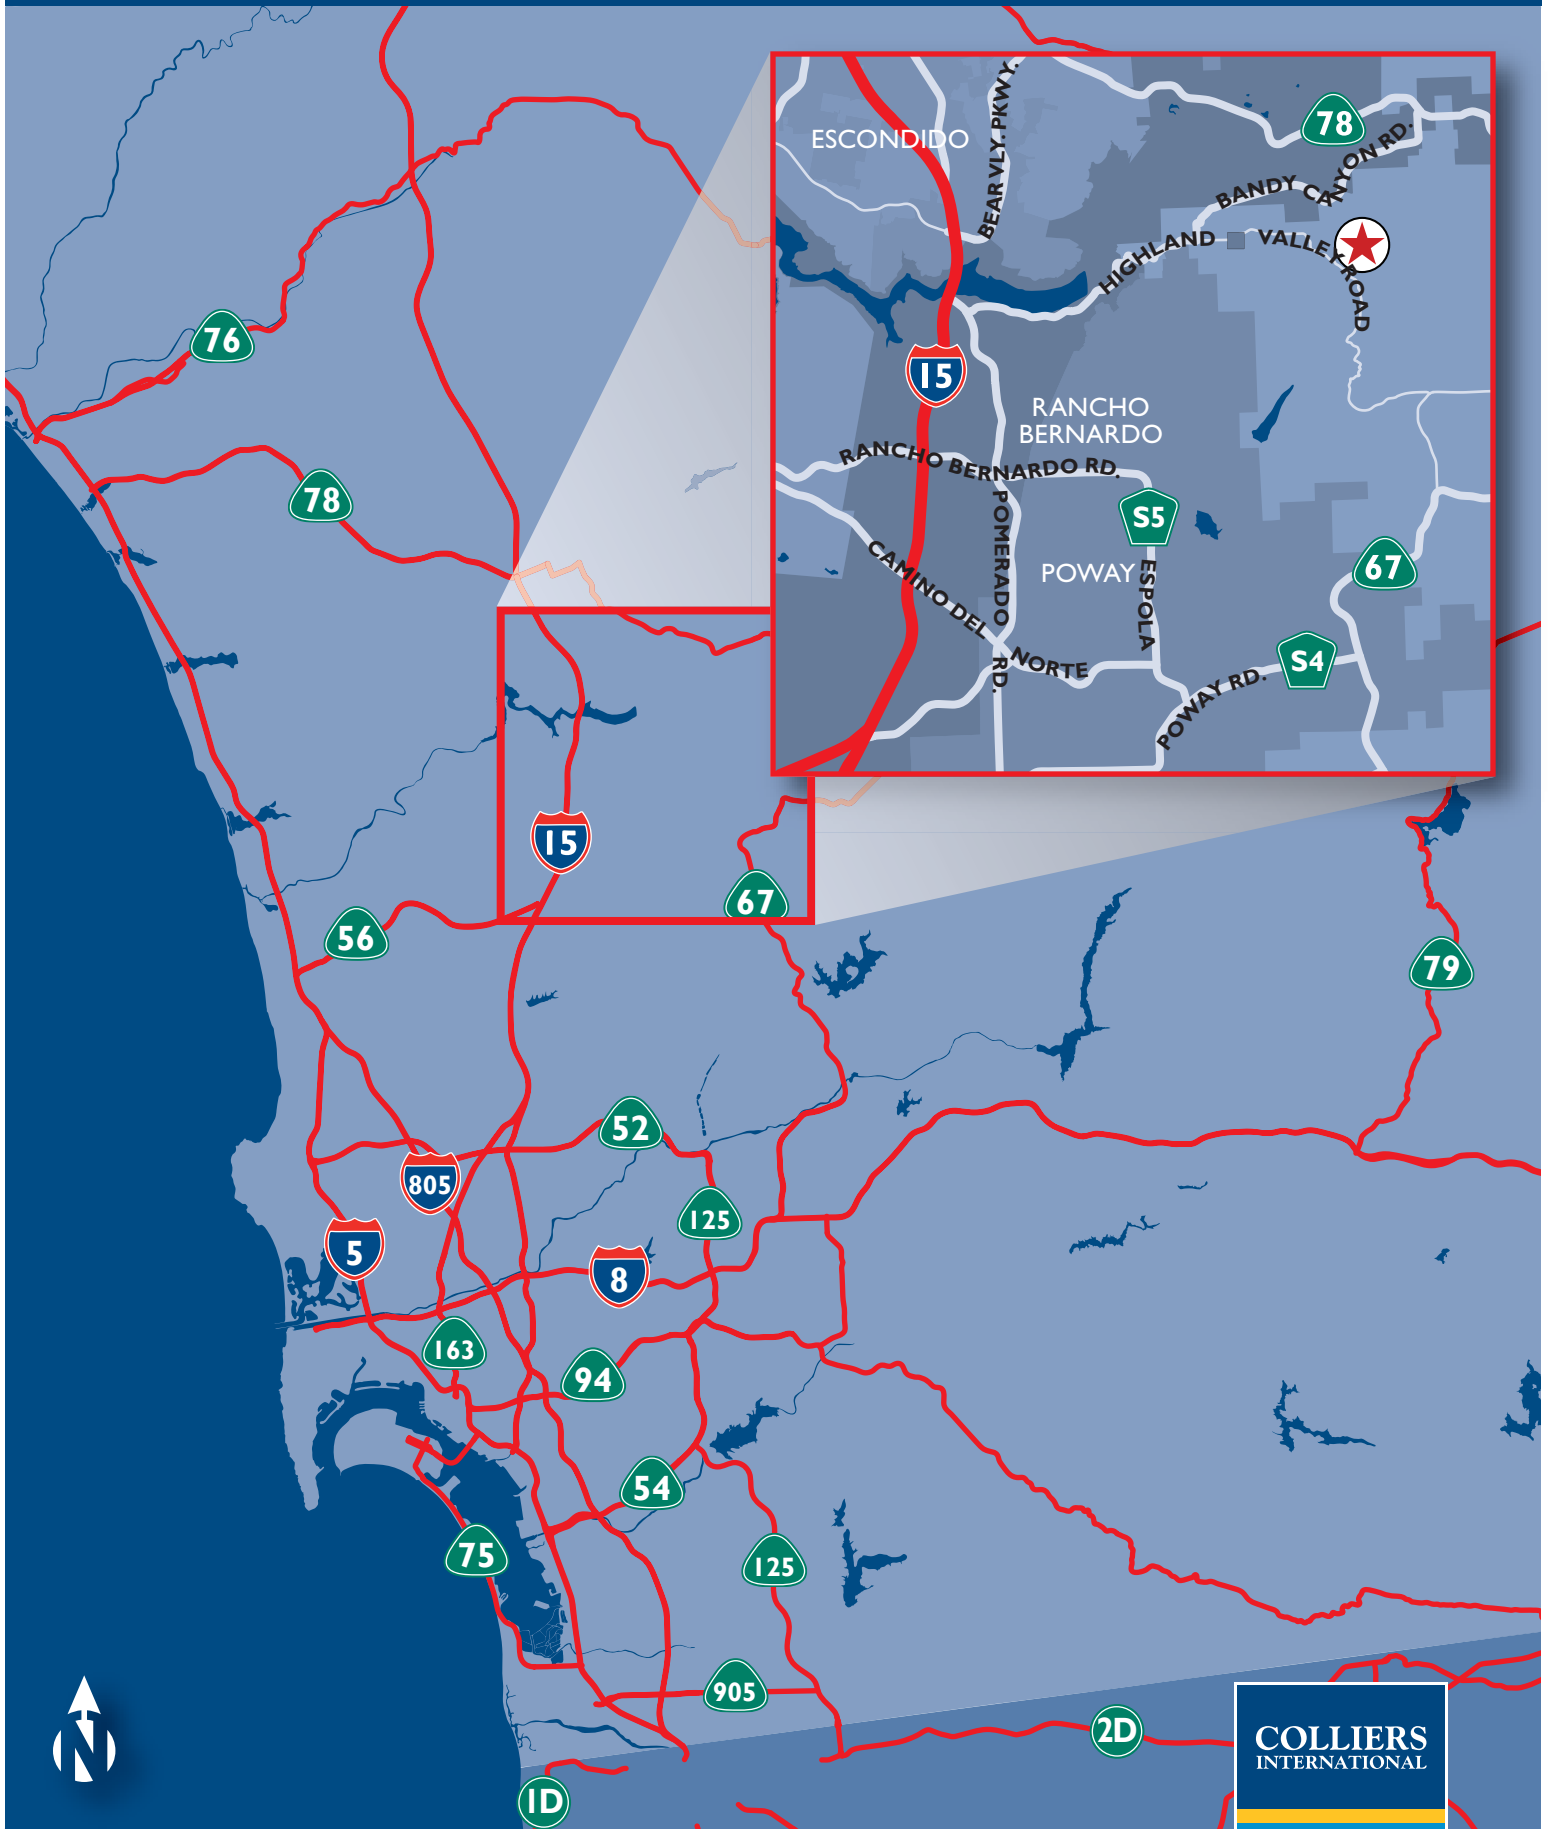 ESCONDIDO
BEAR VLY. PKWY.
78
BANDY CANYON RD.
HIGHLAND VALLEY ROAD
76
15
RANCHO
BERNARDO
RANCHO BERNARDO RD.
78
S5
POMERADO RD.
POWAY
ESPOLA
67
CAMINO DEL NORTE
S4
POWAY RD.
15
67
56
79
52
805
125
5
8
163
94
54
75
125
905
2D
N
COLLIERS
INTERNATIONAL
1D